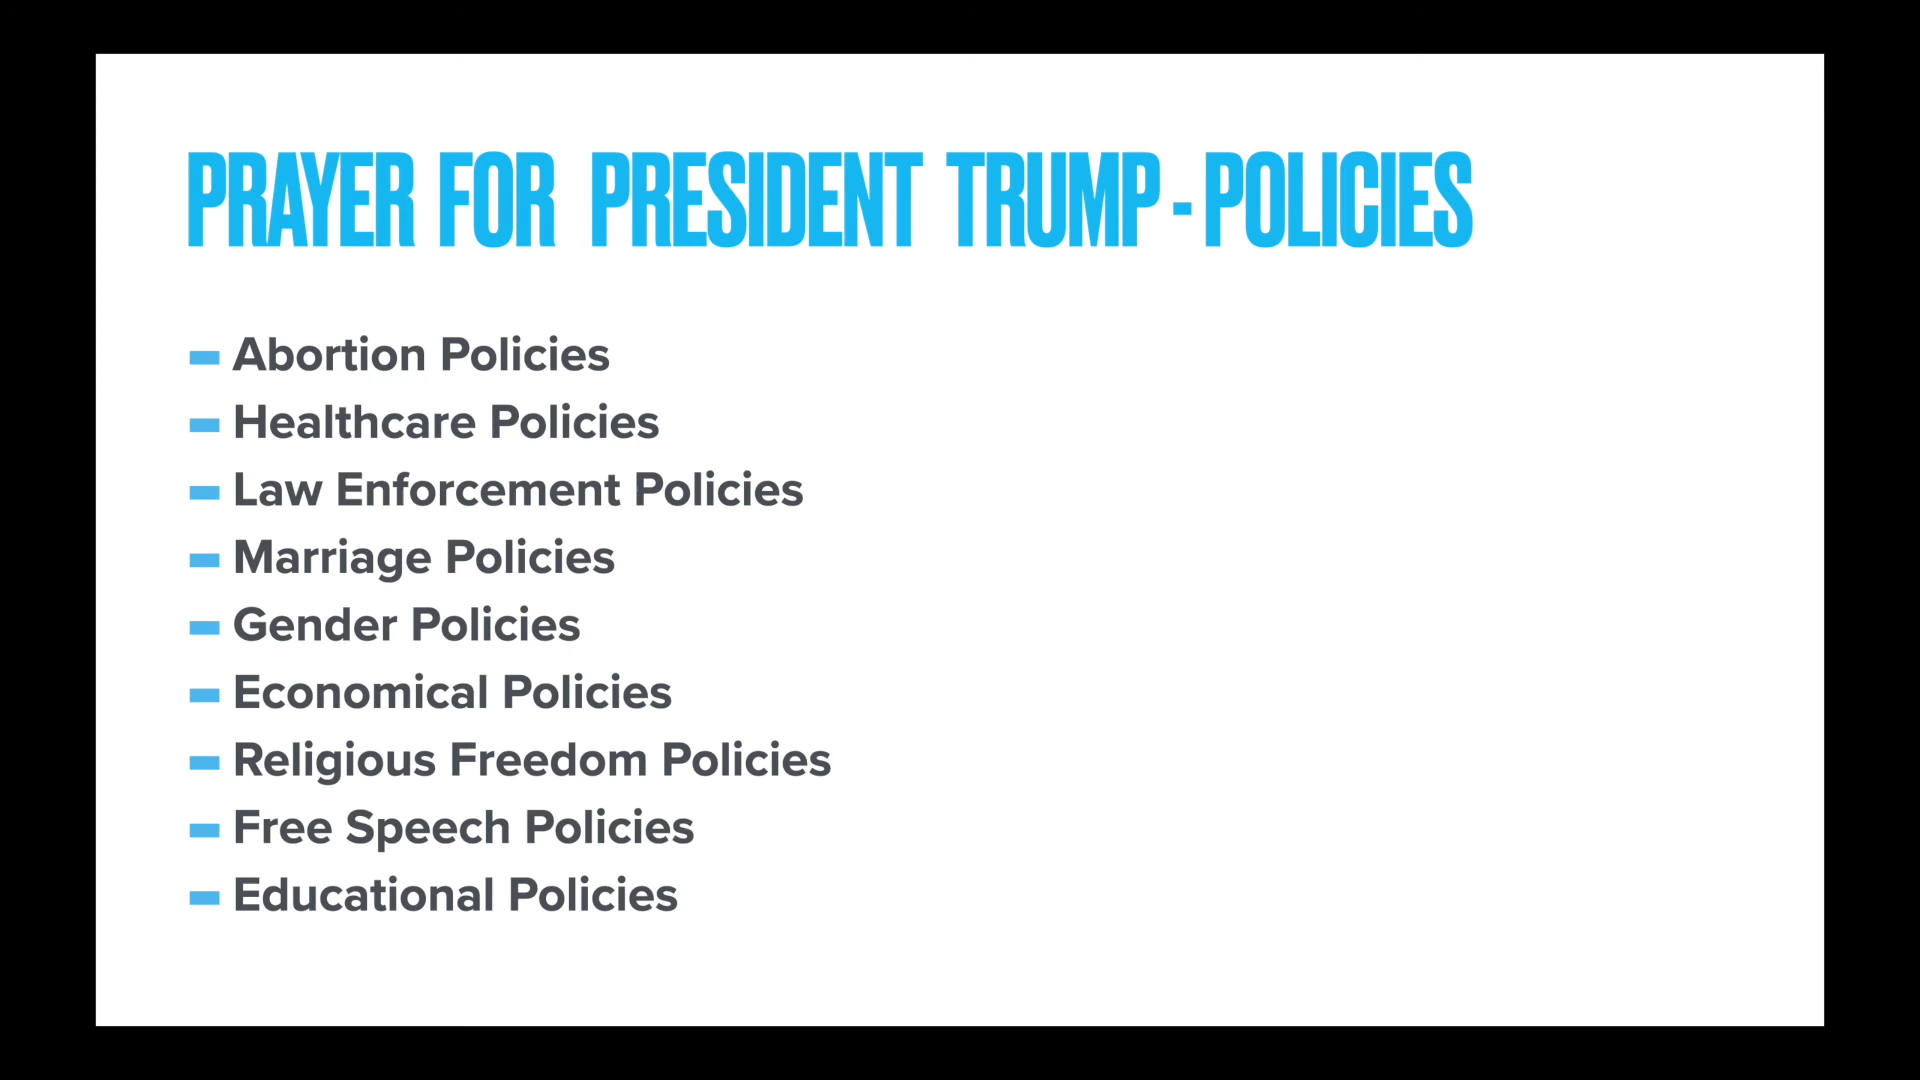 PRAYER FOR PRESIDENT TRUMP - POLICIES
Abortion Policies
Healthcare Policies
Law Enforcement Policies
Marriage Policies
Gender Policies
Economical Policies
Religious Freedom Policies
Free Speech Policies
Educational Policies